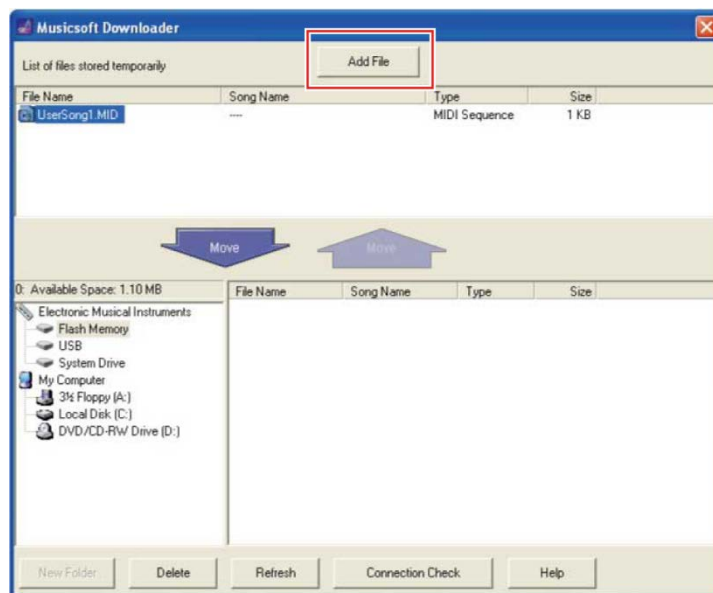 Musicsoft Downloader
List of files stored temporarily
Add File
File Name Song Name Type Size
UserSong1.MID ---- MIDI Sequence 1 KB
Move Move
0: Available Space: 1.10 MB
File Name Song Name Type Size
Electronic Musical Instruments
Flash Memory
USB
System Drive
My Computer
3½ Floppy (A:)
Local Disk (C:)
DVD/CD-RW Drive (D:)
New Folder Delete Refresh Connection Check Help